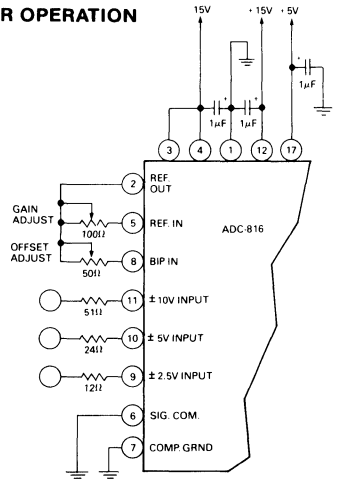 R OPERATION
15V
+ 15V
+ 5V
+
+
+
1µF
1µF
1µF
3
4
1
12
17
2
REF.
OUT
GAIN
ADJUST
100Ω
5
REF. IN
ADC-816
OFFSET
ADJUST
50Ω
8
BIP IN
11
± 10V INPUT
51Ω
10
± 5V INPUT
24Ω
9
± 2.5V INPUT
12Ω
6
SIG. COM.
7
COMP. GRND